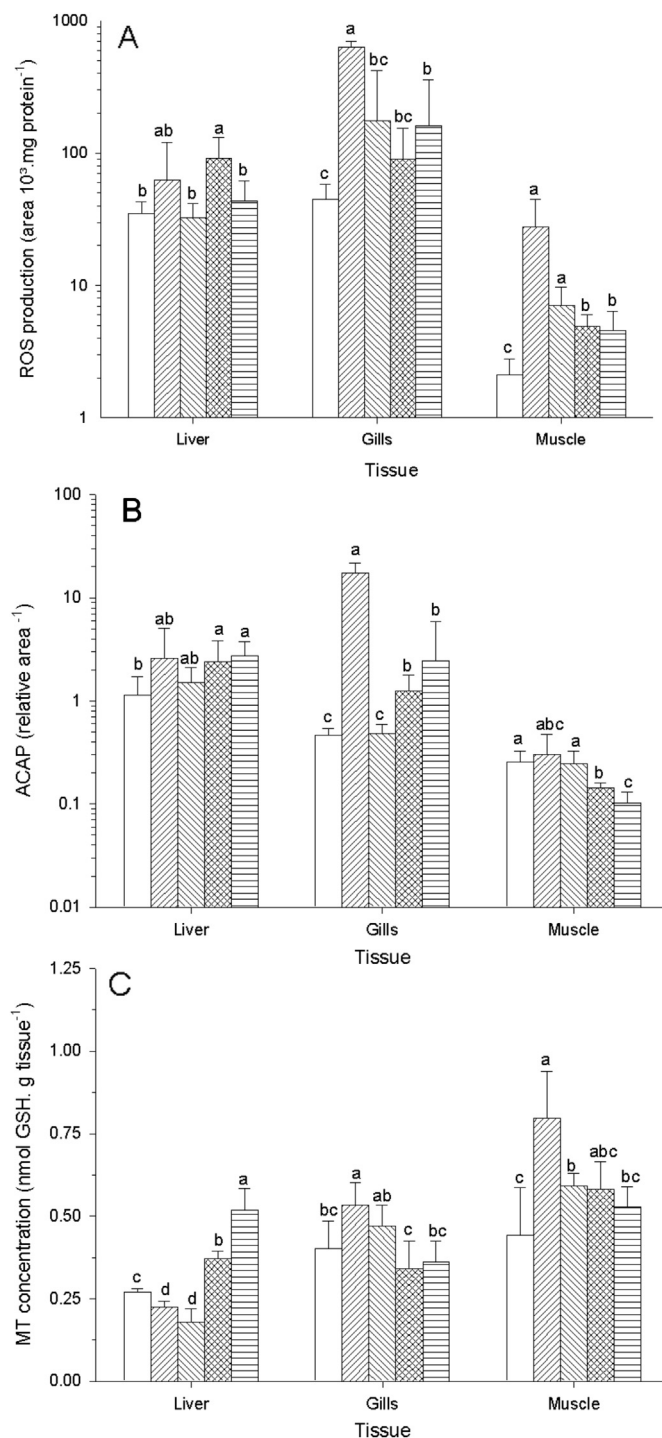 A
ROS production (area 10³.mg protein⁻¹)
1000
100
10
1
b
ab
b
a
b
c
a
bc
bc
b
c
a
a
b
b
Liver
Gills
Muscle
Tissue
B
ACAP (relative area ⁻¹)
100
10
1
0.1
0.01
b
ab
ab
a
a
c
a
c
b
b
a
abc
a
b
c
Liver
Gills
Muscle
Tissue
C
MT concentration (nmol GSH. g tissue⁻¹)
1.25
1.00
0.75
0.50
0.25
0.00
c
d
d
b
a
bc
a
ab
c
bc
c
a
b
abc
bc
Liver
Gills
Muscle
Tissue